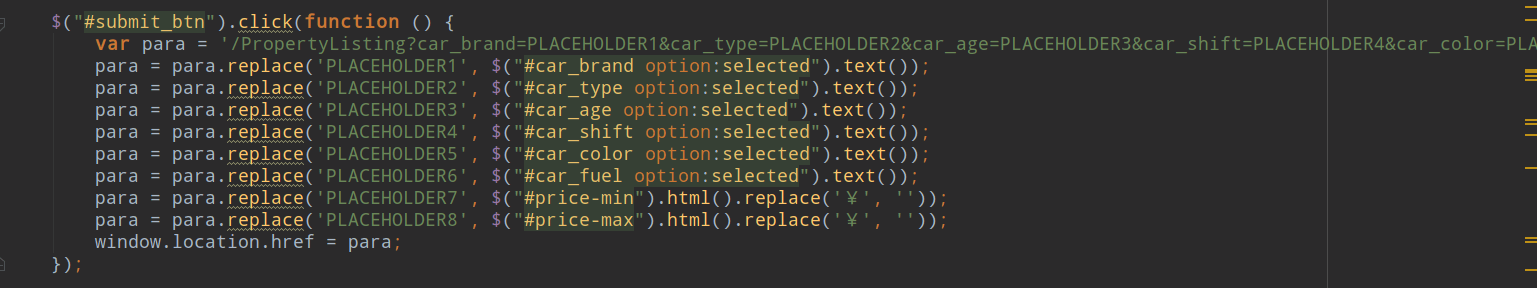 $("#submit_btn").click(function () {
var para = '/PropertyListing?car_brand=PLACEHOLDER1&car_type=PLACEHOLDER2&car_age=PLACEHOLDER3&car_shift=PLACEHOLDER4&car_color=PLA
para = para.replace('PLACEHOLDER1', $("#car_brand option:selected").text());
para = para.replace('PLACEHOLDER2', $("#car_type option:selected").text());
para = para.replace('PLACEHOLDER3', $("#car_age option:selected").text());
para = para.replace('PLACEHOLDER4', $("#car_shift option:selected").text());
para = para.replace('PLACEHOLDER5', $("#car_color option:selected").text());
para = para.replace('PLACEHOLDER6', $("#car_fuel option:selected").text());
para = para.replace('PLACEHOLDER7', $("#price-min").html().replace('¥', ''));
para = para.replace('PLACEHOLDER8', $("#price-max").html().replace('¥', ''));
window.location.href = para;
});